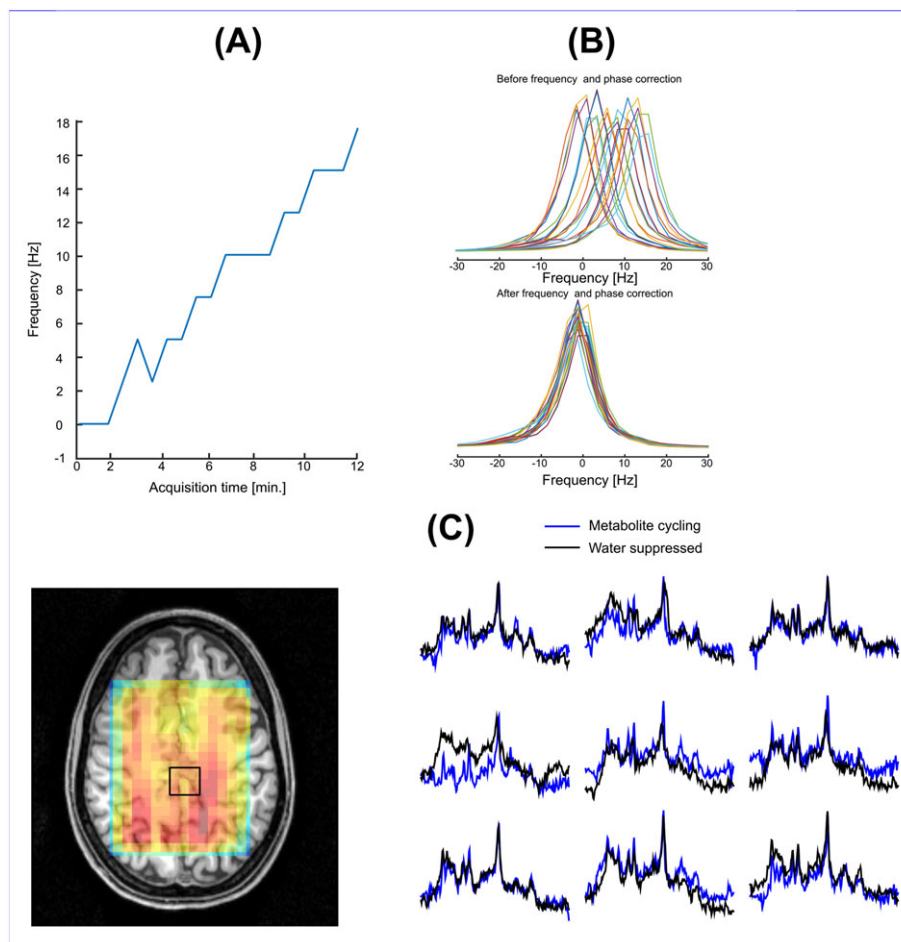 (A)
18
16
14
12
10
8
6
4
2
0
-1
Frequency [Hz]
0 2 4 6 8 10 12
Acquisition time [min.]
(B)
Before frequency and phase correction
-30 -20 -10 0 10 20 30
Frequency [Hz]
After frequency and phase correction
-30 -20 -10 0 10 20 30
Frequency [Hz]
(C)
Metabolite cycling
Water suppressed